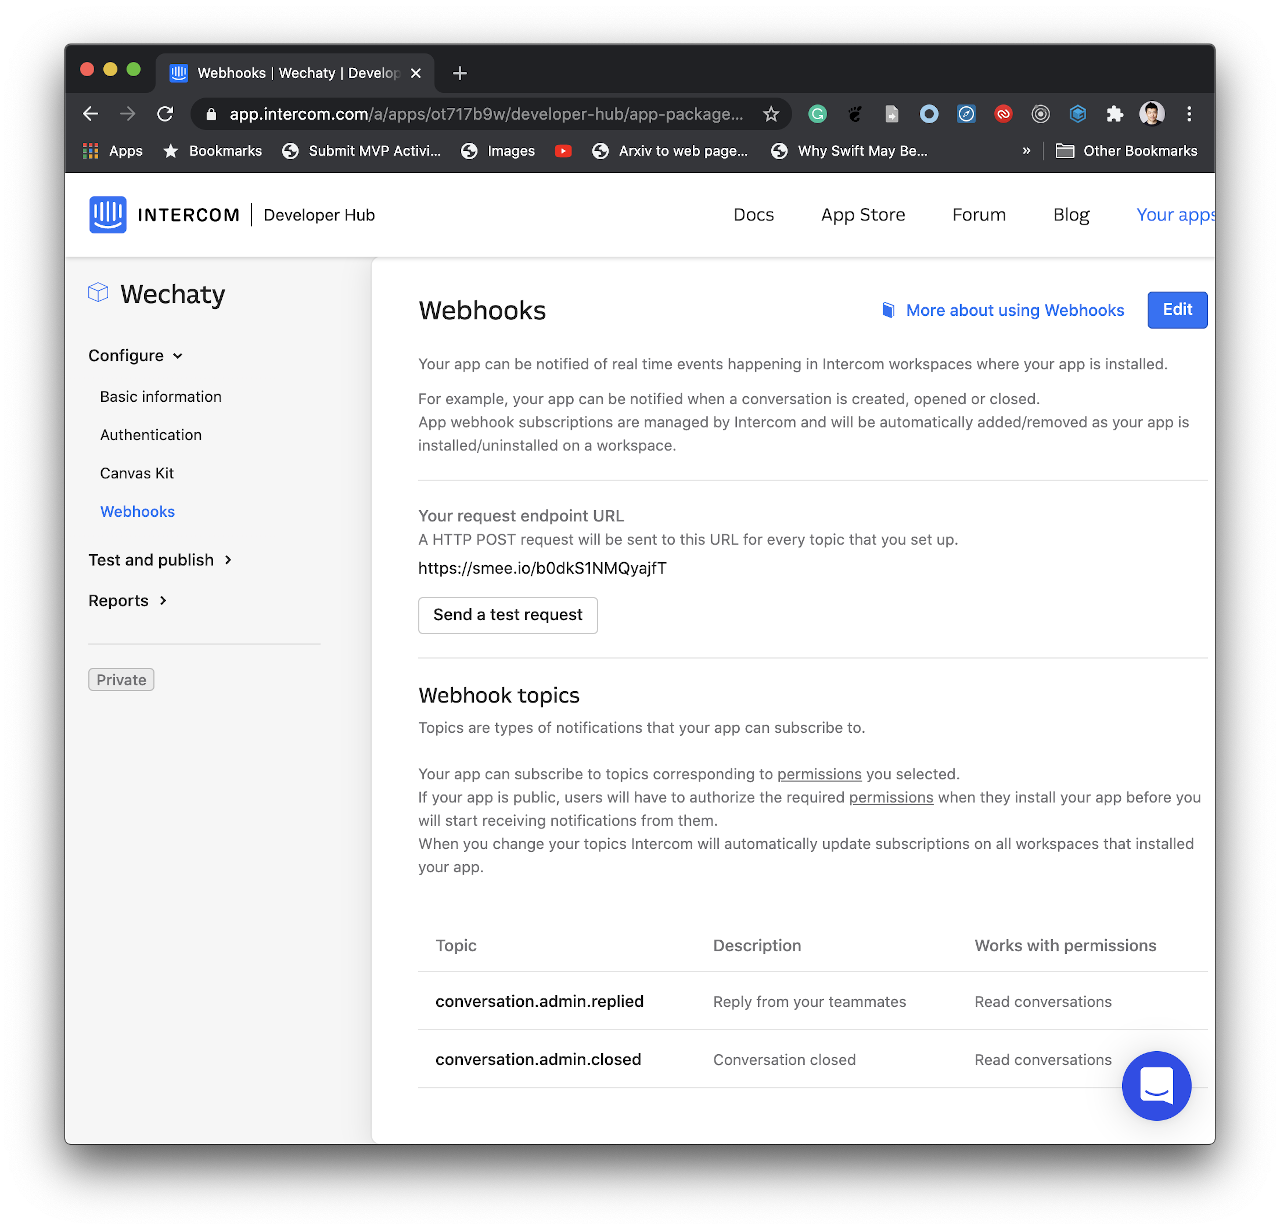 Webhooks | Wechaty | Develop
app.intercom.com/a/apps/ot717b9w/developer-hub/app-package...
Apps
Bookmarks
Submit MVP Activi...
Images
Arxiv to web page...
Why Swift May Be...
»
Other Bookmarks
INTERCOM
Developer Hub
Docs
App Store
Forum
Blog
Your apps
Wechaty
Configure
Basic information
Authentication
Canvas Kit
Webhooks
Test and publish
Reports
Private
Webhooks
More about using Webhooks
Edit
Your app can be notified of real time events happening in Intercom workspaces where your app is installed.
For example, your app can be notified when a conversation is created, opened or closed.
App webhook subscriptions are managed by Intercom and will be automatically added/removed as your app is
installed/uninstalled on a workspace.
Your request endpoint URL
A HTTP POST request will be sent to this URL for every topic that you set up.
https://smee.io/b0dkS1NMQyajfT
Send a test request
Webhook topics
Topics are types of notifications that your app can subscribe to.
Your app can subscribe to topics corresponding to permissions you selected.
If your app is public, users will have to authorize the required permissions when they install your app before you
will start receiving notifications from them.
When you change your topics Intercom will automatically update subscriptions on all workspaces that installed
your app.
Topic Description Works with permissions
conversation.admin.replied Reply from your teammates Read conversations
conversation.admin.closed Conversation closed Read conversations